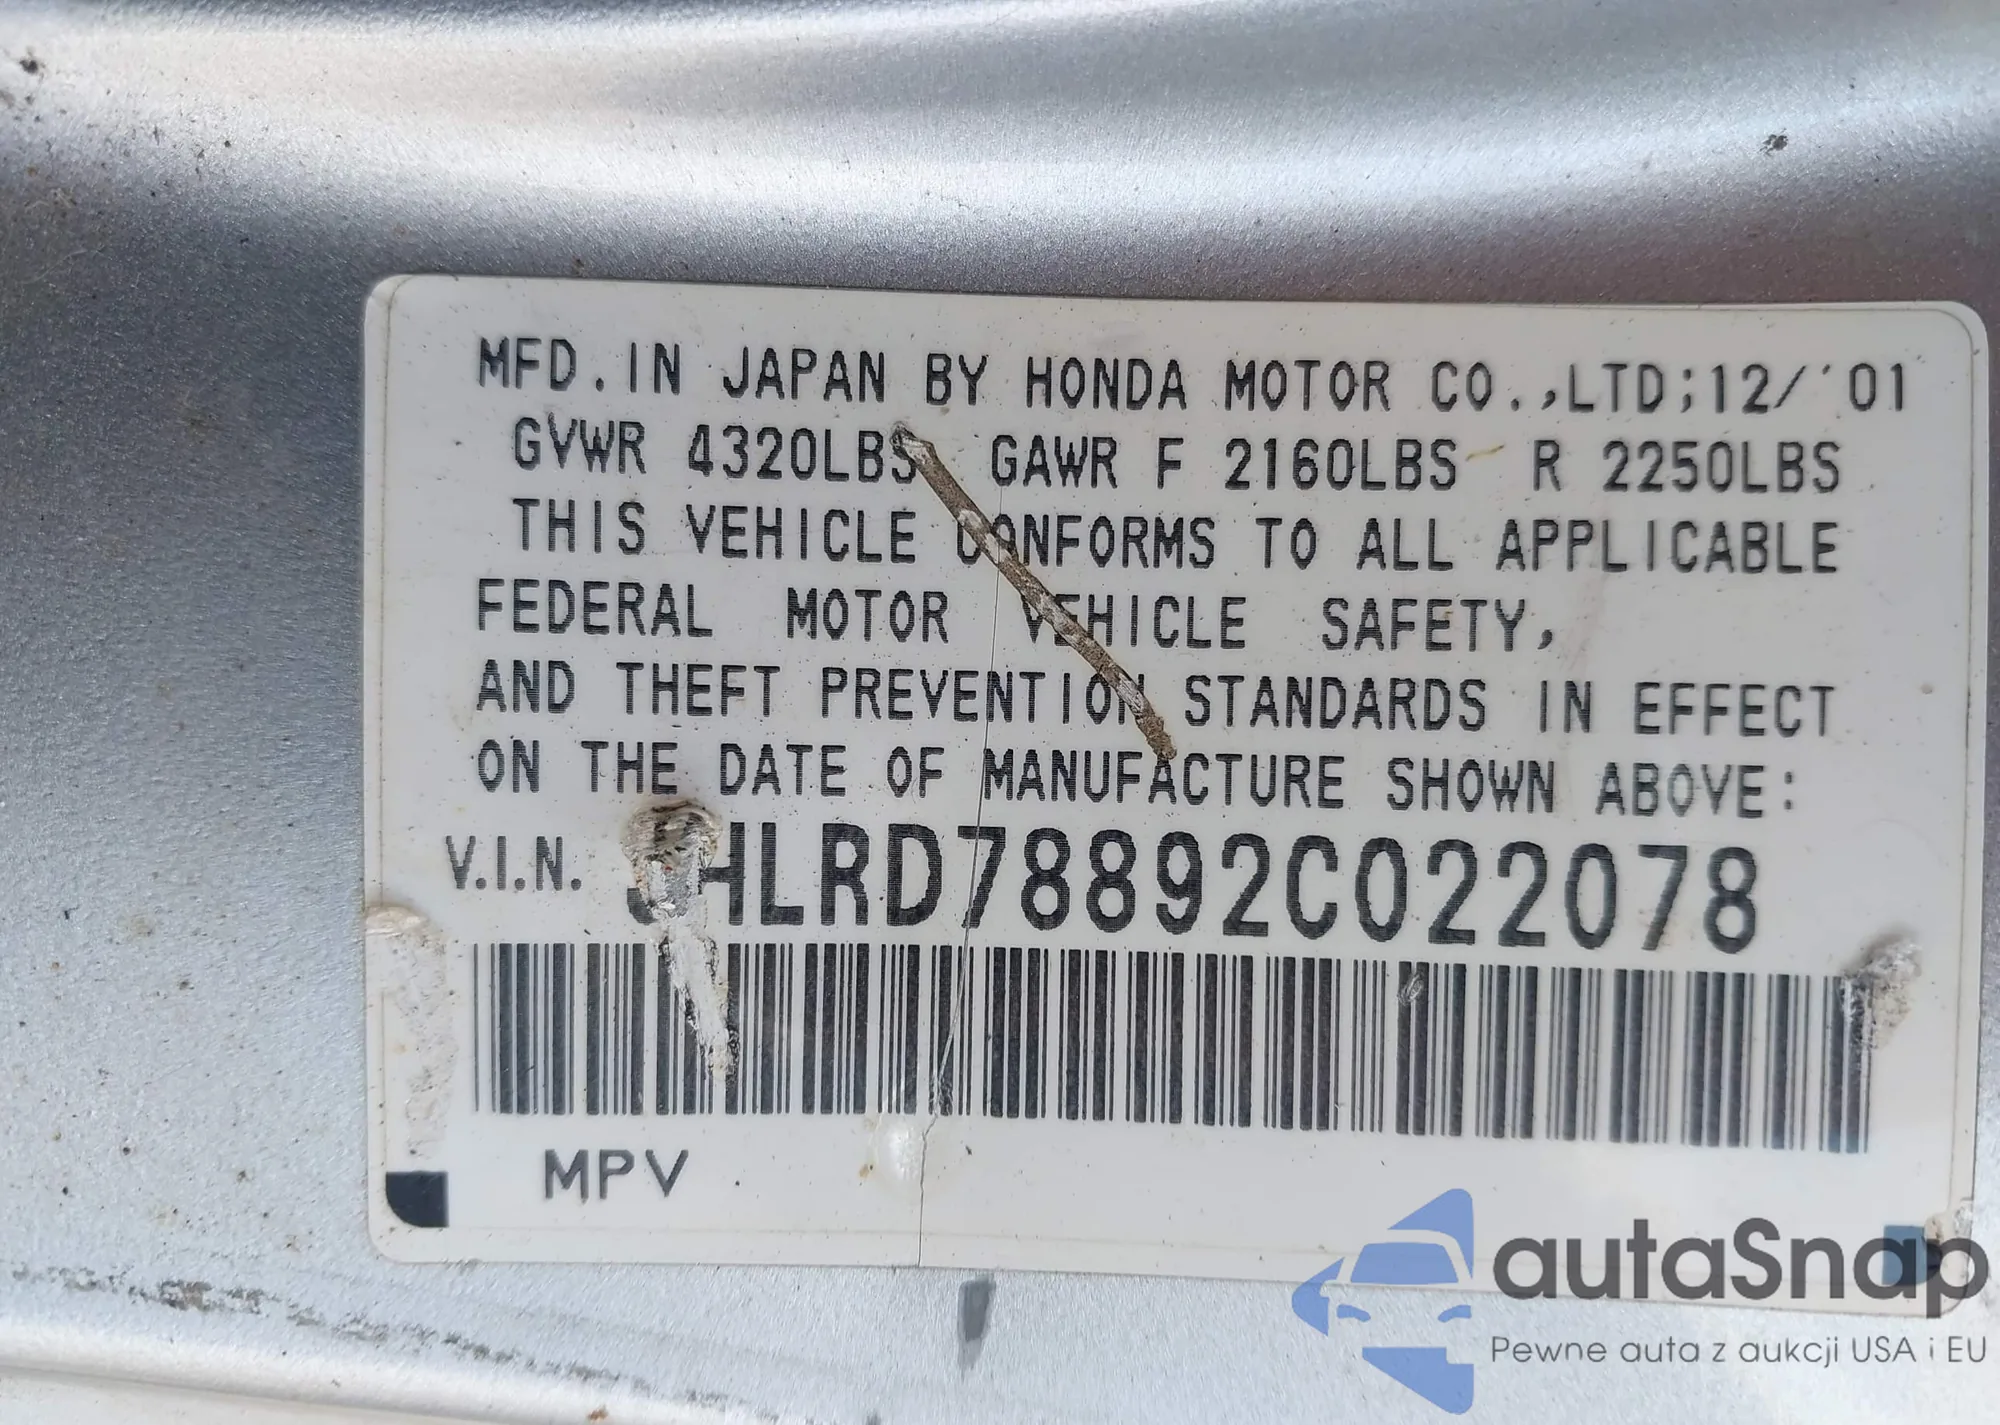 MFD. IN JAPAN BY HONDA MOTOR CO.,LTD;12/'01
GVWR 4320LBS GAWR F 2160LBS R 2250LBS
THIS VEHICLE CONFORMS TO ALL APPLICABLE
FEDERAL MOTOR VEHICLE SAFETY,
AND THEFT PREVENTION STANDARDS IN EFFECT
ON THE DATE OF MANUFACTURE SHOWN ABOVE:
V.I.N. JHLRD78892C022078
MPV
autaSnap
Pewne auta z aukcji USA i EU